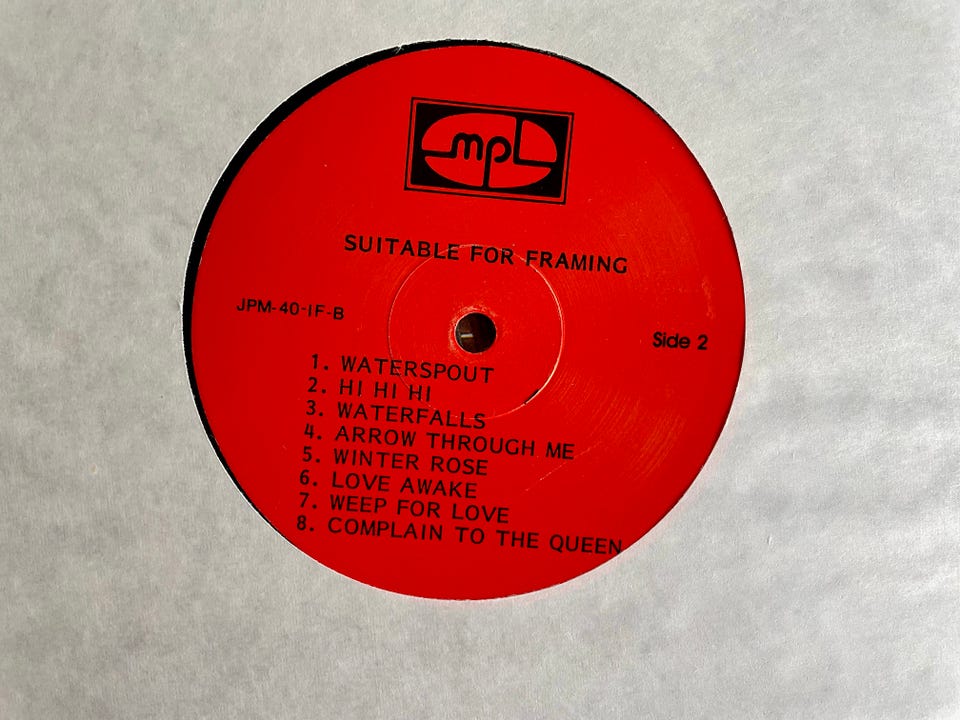 mpl
SUITABLE FOR FRAMING
JPM-40-IF-B
Side 2
1. WATERSPOUT
2. HI HI HI
3. WATERFALLS
4. ARROW THROUGH ME
5. WINTER ROSE
6. LOVE AWAKE
7. WEEP FOR LOVE
8. COMPLAIN TO THE QUEEN